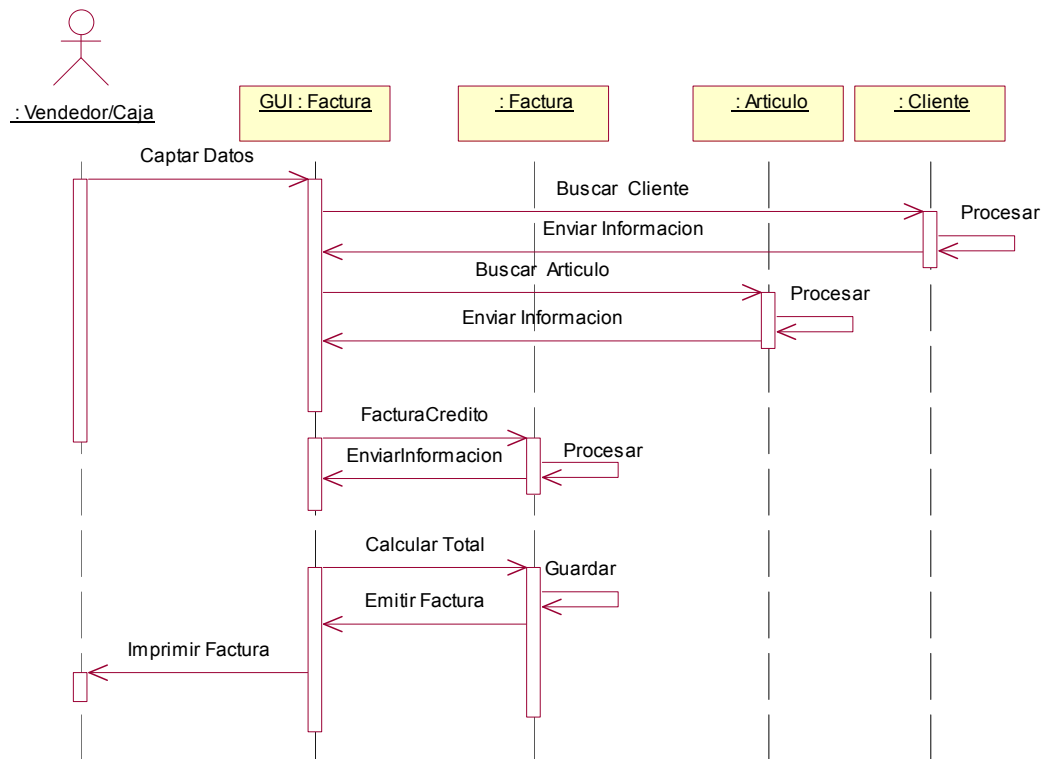 : Vendedor/Caja
GUI : Factura
: Factura
: Articulo
: Cliente
Captar Datos
Buscar Cliente
Procesar
Enviar Informacion
Buscar Articulo
Procesar
Enviar Informacion
FacturaCredito
EnviarInformacion
Procesar
Calcular Total
Guardar
Emitir Factura
Imprimir Factura